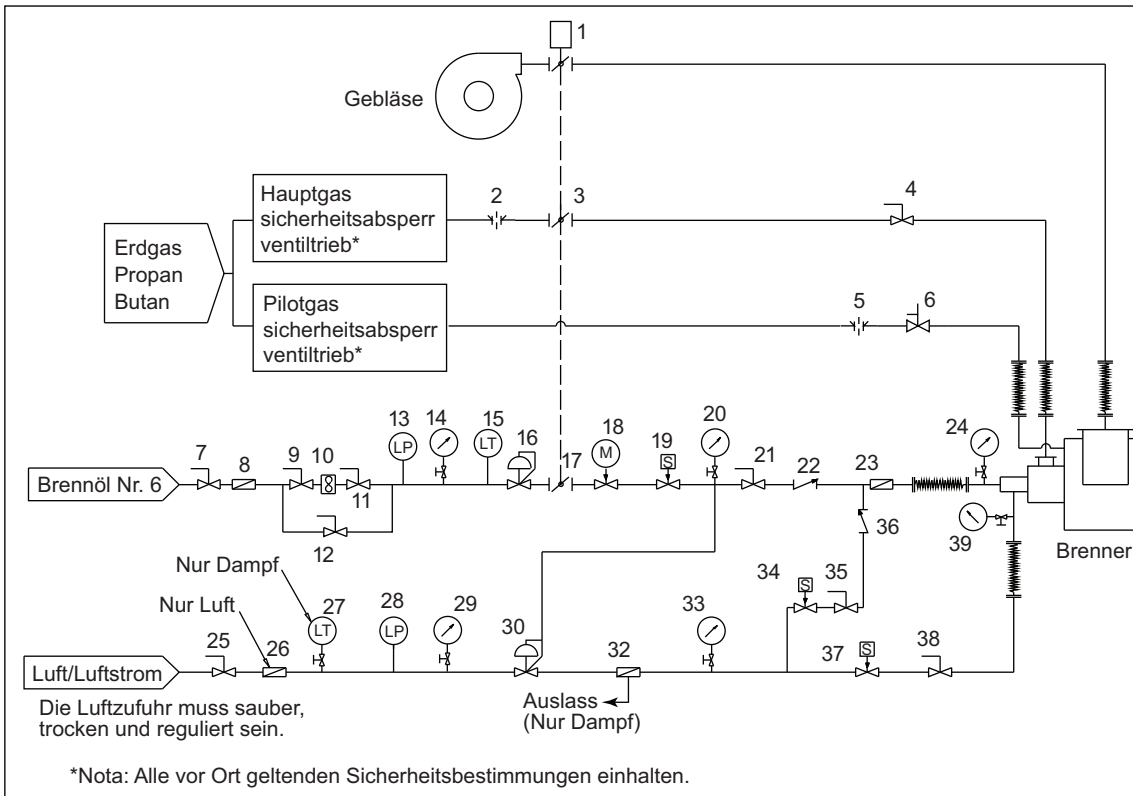 1
Gebläse
Hauptgas
sicherheitsabsperr
ventiltrieb*
2
3
4
Erdgas
Propan
Butan
Pilotgas
sicherheitsabsperr
ventiltrieb*
5
6
7
8
9
10
11
12
13
LP
14
15
LT
16
17
18
M
19
S
20
21
22
23
24
Brennöl Nr. 6
36
39
Brenner
Nur Dampf
Nur Luft
25
26
27
LT
28
LP
29
30
32
33
34
S
35
37
S
38
Luft/Luftstrom
Auslass
(Nur Dampf)
Die Luftzufuhr muss sauber,
trocken und reguliert sein.
*Nota: Alle vor Ort geltenden Sicherheitsbestimmungen einhalten.